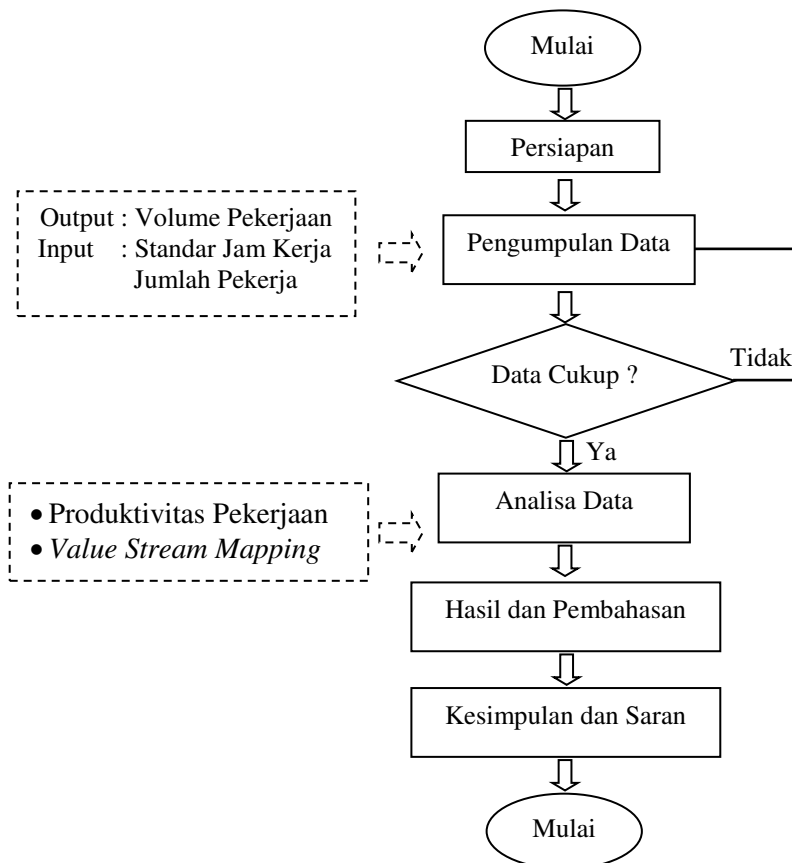 Mulai
Persiapan
Output : Volume Pekerjaan
Input : Standar Jam Kerja
Jumlah Pekerja
Pengumpulan Data
Data Cukup ?
Tidak
Ya
Analisa Data
• Produktivitas Pekerjaan
• Value Stream Mapping
Hasil dan Pembahasan
Kesimpulan dan Saran
Mulai